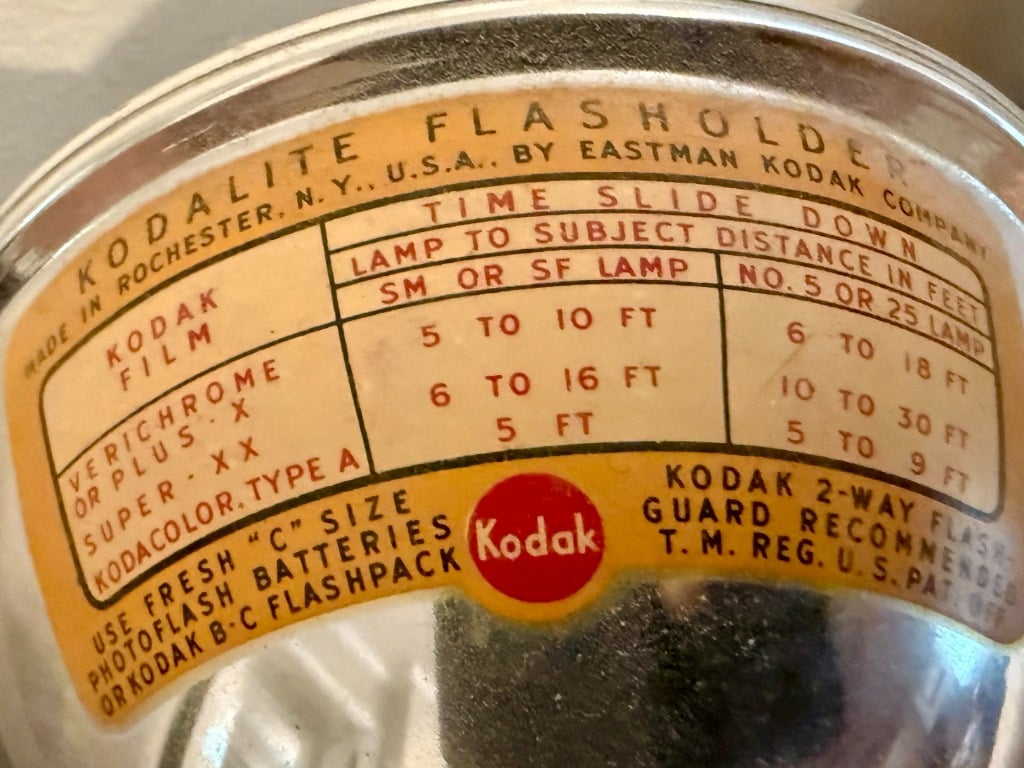 KODALITE FLASHOLDER
MADE IN ROCHESTER. N. Y., U.S.A., BY EASTMAN KODAK COMPANY
TIME SLIDE DOWN
LAMP TO SUBJECT DISTANCE IN FEET
KODAK FILM SM OR SF LAMP NO. 5 OR 25 LAMP
VERICHROME OR PLUS-X 5 TO 10 FT 6 TO 18 FT
SUPER-XX 6 TO 16 FT 10 TO 30 FT
KODACOLOR, TYPE A 5 FT 5 TO 9 FT
USE FRESH "C" SIZE
PHOTOFLASH BATTERIES
OR KODAK B-C FLASHPACK
Kodak
KODAK 2-WAY FLASH-
GUARD RECOMMENDED
T. M. REG. U. S. PAT. OFF